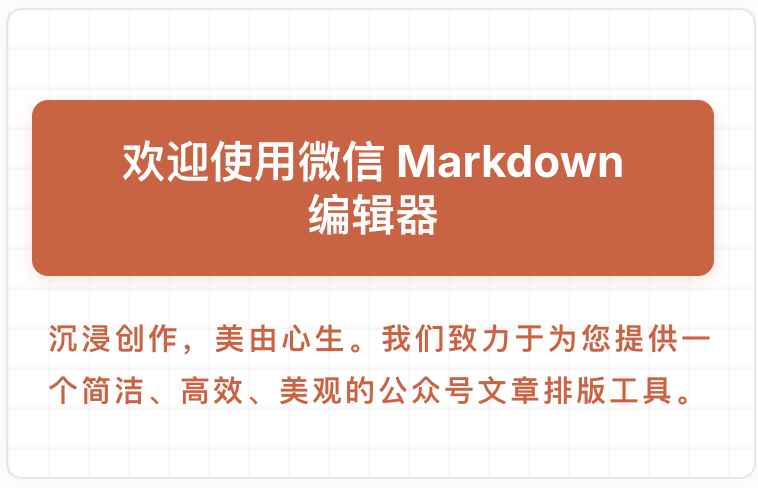 欢迎使用微信 Markdown
编辑器
沉浸创作，美由心生。我们致力于为您提供一
个简洁、高效、美观的公众号文章排版工具。